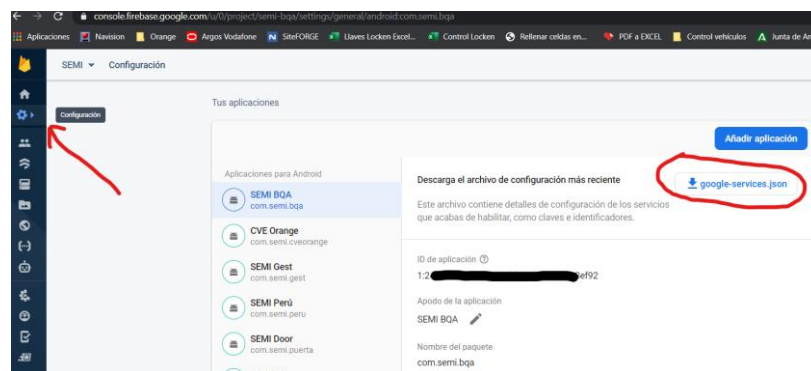 console.firebase.google.com/u/0/project/semi-bqa/settings/general/android:com.semi.bqa
Aplicaciones Navision Orange Argos Vodafone SiteFORGE Llaves Locken Excel... Control Locken Rellenar celdas en... PDF a EXCEL Control vehículos Junta de An
SEMI Configuración
Configuración
Tus aplicaciones
Añadir aplicación
Aplicaciones para Android
SEMI BQA
com.semi.bqa
CVE Orange
com.semi.cveorange
SEMI Gest
com.semi.gest
SEMI Perú
com.semi.peru
SEMI Door
com.semi.puerta
Descarga el archivo de configuración más reciente
google-services.json
Este archivo contiene detalles de configuración de los servicios
que acabas de habilitar, como claves e identificadores.
ID de aplicación
1:2 ef92
Apodo de la aplicación
SEMI BQA
Nombre del paquete
com.semi.bqa